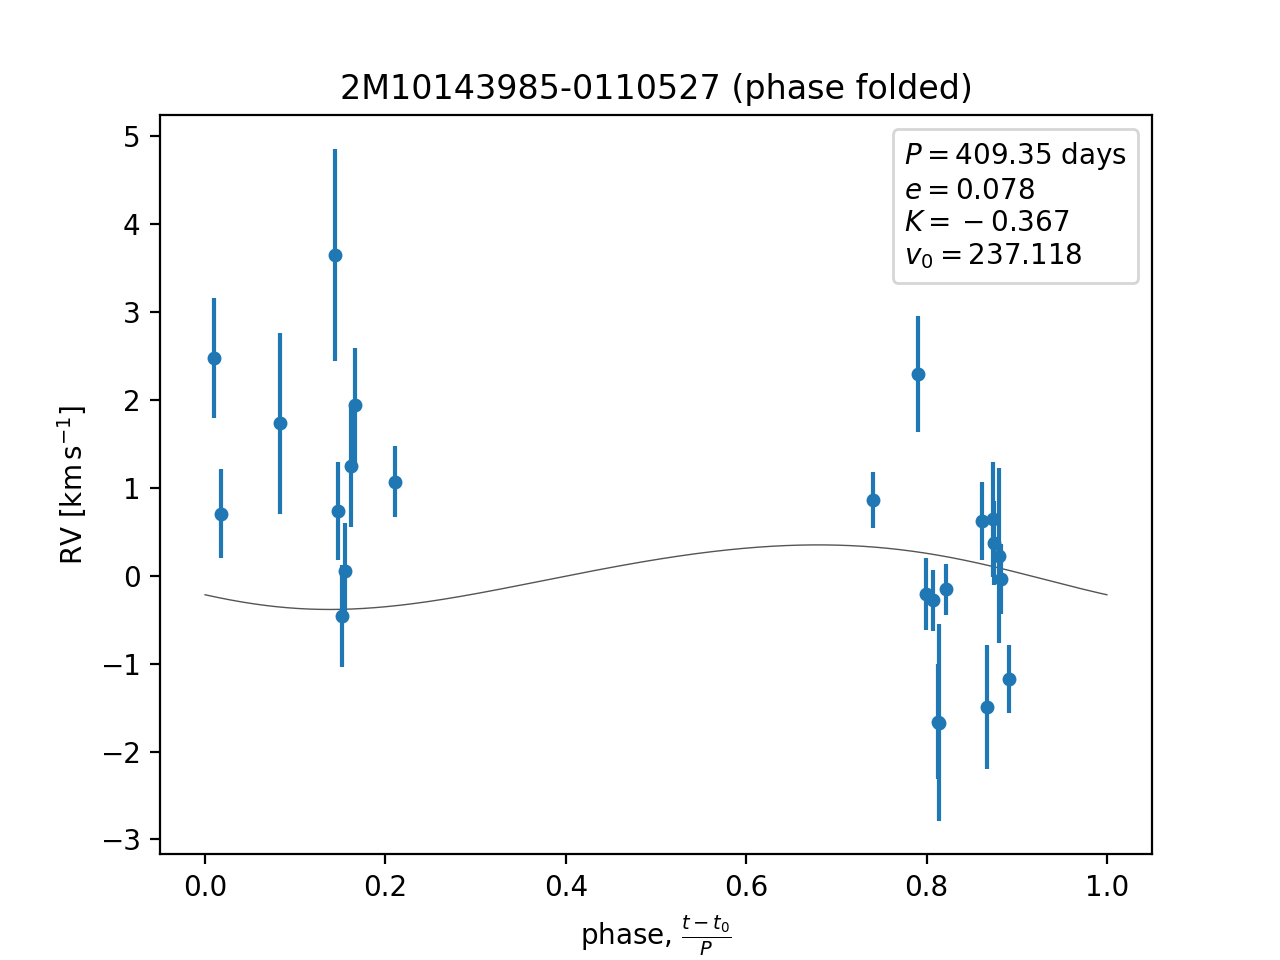 2M10143985-0110527 (phase folded)
P = 409.35 days
e = 0.078
K = −0.367
v₀ = 237.118
5
4
3
2
1
0
−1
−2
−3
RV [km s⁻¹]
0.0 0.2 0.4 0.6 0.8 1.0
phase, (t − t₀)/P